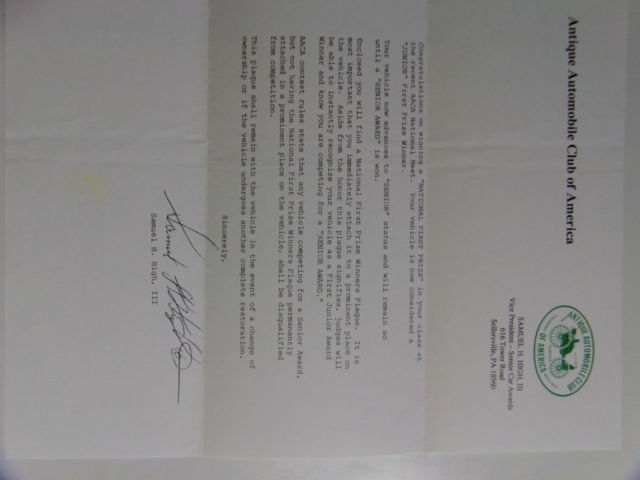 Antique Automobile Club of America
ANTIQUE AUTOMOBILE CLUB
OF AMERICA
SAMUEL H. HIGH, III
Vice President - Senior Car Awards
616 Tower Road
Sellersville, PA 18960
Congratulations on winning a "NATIONAL FIRST PRIZE" in your class at
the recent AACA National Meet. Your vehicle is now considered a
"JUNIOR" First Prize Winner.
Your vehicle now advances to "SENIOR" status and will remain so
until a "SENIOR AWARD" is won.
Enclosed you will find a National First Prize Winners Plaque. It is
most important that you immediately attach it to a prominent place on
the vehicle. Aside from the honor this plaque signifies, judges will
be able to instantly recognize your vehicle as a First Junior Award
Winner and know you are competing for a "SENIOR AWARD."
AACA contest rules state that any vehicle competing for a Senior Award,
but not having the National First Prize Winners Plaque permanently
attached in a prominent place on the vehicle, shall be disqualified
from competition.
This plaque shall remain with the vehicle in the event of a change of
ownership or if the vehicle undergoes another complete restoration.
Sincerely,
Samuel H. High, III